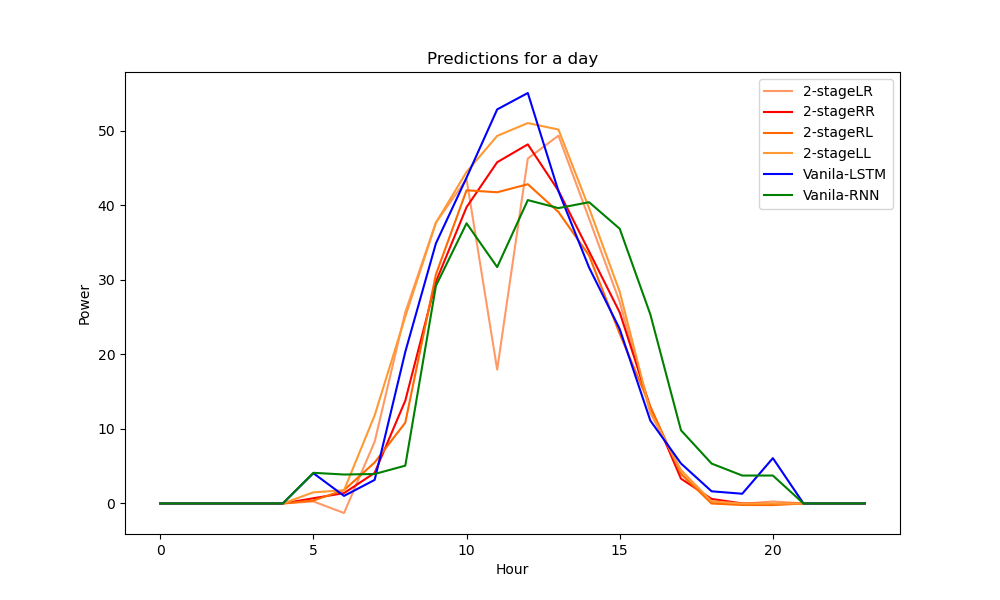 Predictions for a day
2-stageLR
2-stageRR
2-stageRL
2-stageLL
Vanila-LSTM
Vanila-RNN
Power
50
40
30
20
10
0
0 5 10 15 20
Hour